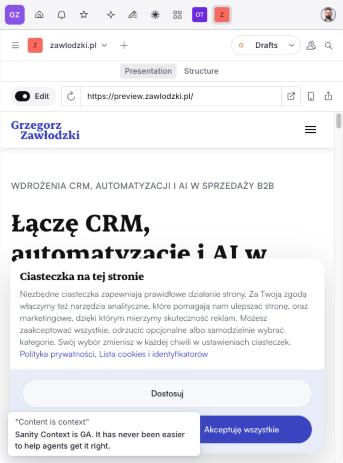 GZ
OT
Z
Z
zawlodzki.pl
Drafts
Presentation
Structure
Edit
https://preview.zawlodzki.pl/
Grzegorz
Zawłodzki
WDROŻENIA CRM, AUTOMATYZACJI I AI W SPRZEDAŻY B2B
Łączę CRM,
automatyzacje i AI w
Ciasteczka na tej stronie
Niezbędne ciasteczka zapewniają prawidłowe działanie strony. Za Twoją zgodą
włączymy też narzędzia analityczne, które pomagają nam ulepszać stronę, oraz
marketingowe, dzięki którym mierzymy skuteczność reklam. Możesz
zaakceptować wszystkie, odrzucić opcjonalne albo samodzielnie wybrać
kategorie. Swój wybór zmienisz w każdej chwili w ustawieniach ciasteczek.
Polityka prywatności, Lista cookies i identyfikatorów
Dostosuj
Akceptuję wszystkie
"Content is context"
Sanity Context is GA. It has never been easier
to help agents get it right.